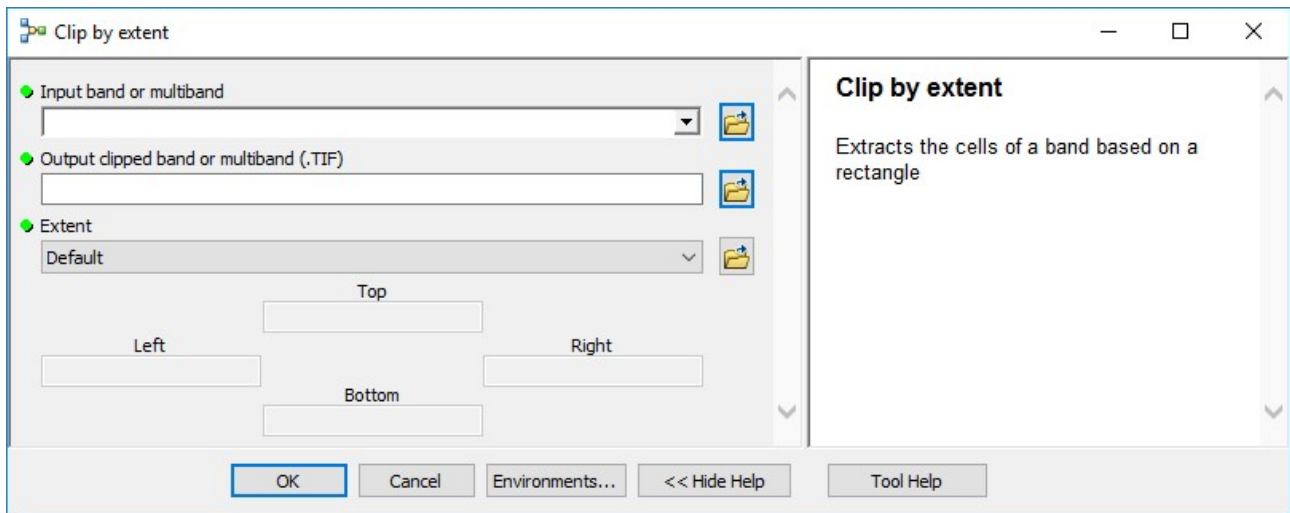 Clip by extent
Input band or multiband
Output clipped band or multiband (.TIF)
Extent
Default
Top
Left Right
Bottom
Clip by extent
Extracts the cells of a band based on a
rectangle
OK Cancel Environments... << Hide Help Tool Help